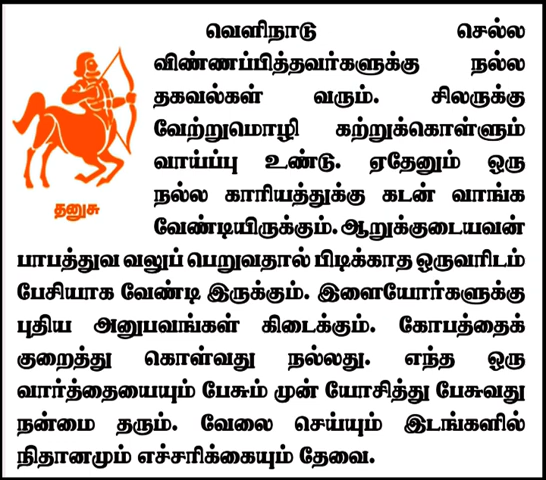 வெளிநாடு செல்ல
விண்ணப்பித்தவர்களுக்கு நல்ல
தகவல்கள் வரும். சிலருக்கு
வேற்றுமொழி கற்றுக்கொள்ளும்
வாய்ப்பு உண்டு. ஏதேனும் ஒரு
நல்ல காரியத்துக்கு கடன் வாங்க
வேண்டியிருக்கும். ஆறுக்குடையவன்
தனுசு
பாபத்துவ வலுப் பெறுவதால் பிடிக்காத ஒருவரிடம்
பேசியாக வேண்டி இருக்கும். இளையோர்களுக்கு
புதிய அனுபவங்கள் கிடைக்கும். கோபத்தைக்
குறைத்து கொள்வது நல்லது. எந்த ஒரு
வார்த்தையையும் பேசும் முன் யோசித்து பேசுவது
நன்மை தரும். வேலை செய்யும் இடங்களில்
நிதானமும் எச்சரிக்கையும் தேவை.